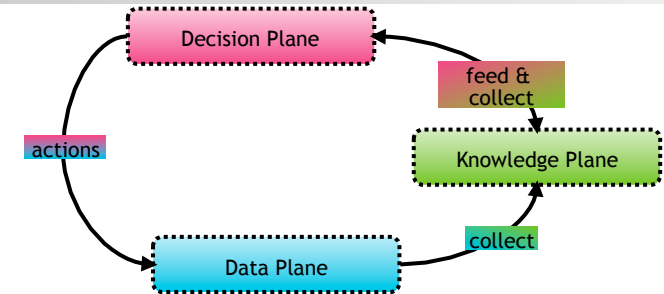 Decision Plane
feed &
collect
actions
Knowledge Plane
collect
Data Plane